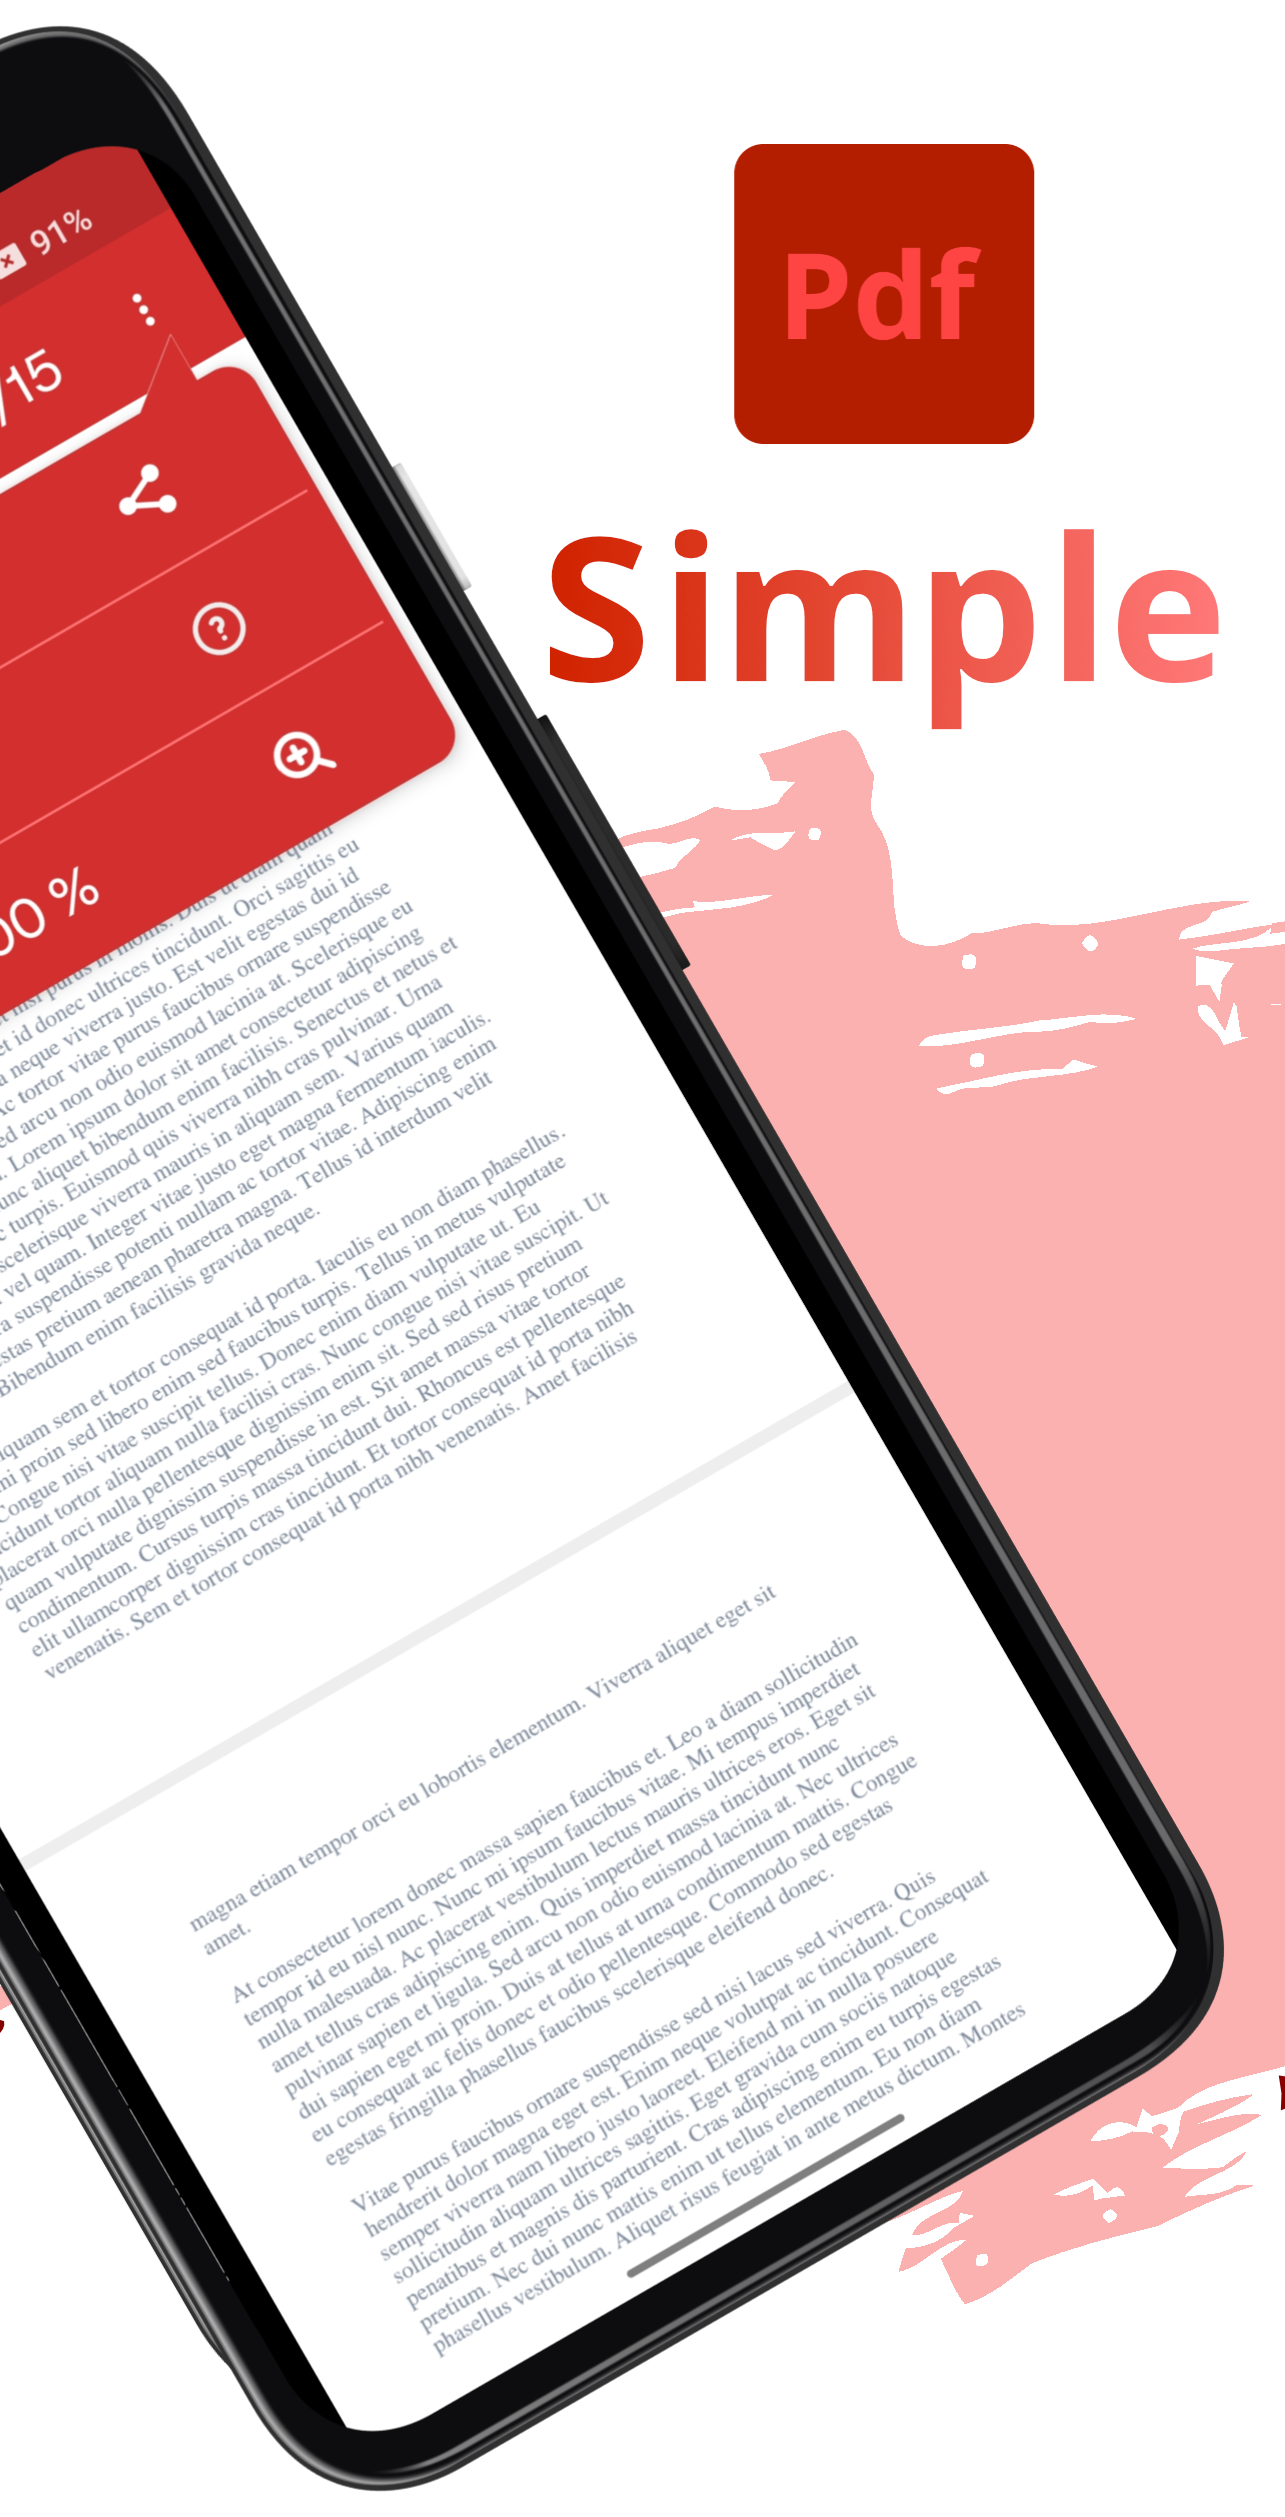 91%
/15
00 %
Pdf
Simple
quam
nisi purus in mollis. Duis ut diam quam
et id donec ultrices tincidunt. Orci sagittis eu
a neque viverra justo. Est velit egestas dui id
Ac tortor vitae purus faucibus ornare suspendisse
ed arcu non odio euismod lacinia at. Scelerisque eu
. Lorem ipsum dolor sit amet consectetur adipiscing
unc aliquet bibendum enim facilisis. Senectus et netus et
c turpis. Euismod quis viverra nibh cras pulvinar. Urna
scelerisque viverra mauris in aliquam sem. Varius quam
. vel quam. Integer vitae justo eget magna fermentum iaculis.
a suspendisse potenti nullam ac tortor vitae. Adipiscing enim
stas pretium aenean pharetra magna. Tellus id interdum velit
Bibendum enim facilisis gravida neque.
iquam sem et tortor consequat id porta. Iaculis eu non diam phasellus.
mi proin sed libero enim sed faucibus turpis. Tellus in metus vulputate
Congue nisi vitae suscipit tellus. Donec enim diam vulputate ut. Eu
cidunt tortor aliquam nulla facilisi cras. Nunc congue nisi vitae suscipit. Ut
placerat orci nulla pellentesque dignissim enim sit. Sed sed risus pretium
quam vulputate dignissim suspendisse in est. Sit amet massa vitae tortor
condimentum. Cursus turpis massa tincidunt dui. Rhoncus est pellentesque
elit ullamcorper dignissim cras tincidunt. Et tortor consequat id porta nibh
venenatis. Sem et tortor consequat id porta nibh venenatis. Amet facilisis
magna etiam tempor orci eu lobortis elementum. Viverra aliquet eget sit
amet.
At consectetur lorem donec massa sapien faucibus et. Leo a diam sollicitudin
tempor id eu nisl nunc. Nunc mi ipsum faucibus vitae. Mi tempus imperdiet
nulla malesuada. Ac placerat vestibulum lectus mauris ultrices eros. Eget sit
amet tellus cras adipiscing enim. Quis imperdiet massa tincidunt nunc
pulvinar sapien et ligula. Sed arcu non odio euismod lacinia at. Nec ultrices
dui sapien eget mi proin. Duis at tellus at urna condimentum mattis. Congue
eu consequat ac felis donec et odio pellentesque. Commodo sed egestas
egestas fringilla phasellus faucibus scelerisque eleifend donec.
Vitae purus faucibus ornare suspendisse sed nisi lacus sed viverra. Quis
hendrerit dolor magna eget est. Enim neque volutpat ac tincidunt. Consequat
semper viverra nam libero justo laoreet. Eleifend mi in nulla posuere
sollicitudin aliquam ultrices sagittis. Eget gravida cum sociis natoque
penatibus et magnis dis parturient. Cras adipiscing enim eu turpis egestas
pretium. Nec dui nunc mattis enim ut tellus elementum. Eu non diam
phasellus vestibulum. Aliquet risus feugiat in ante metus dictum. Montes